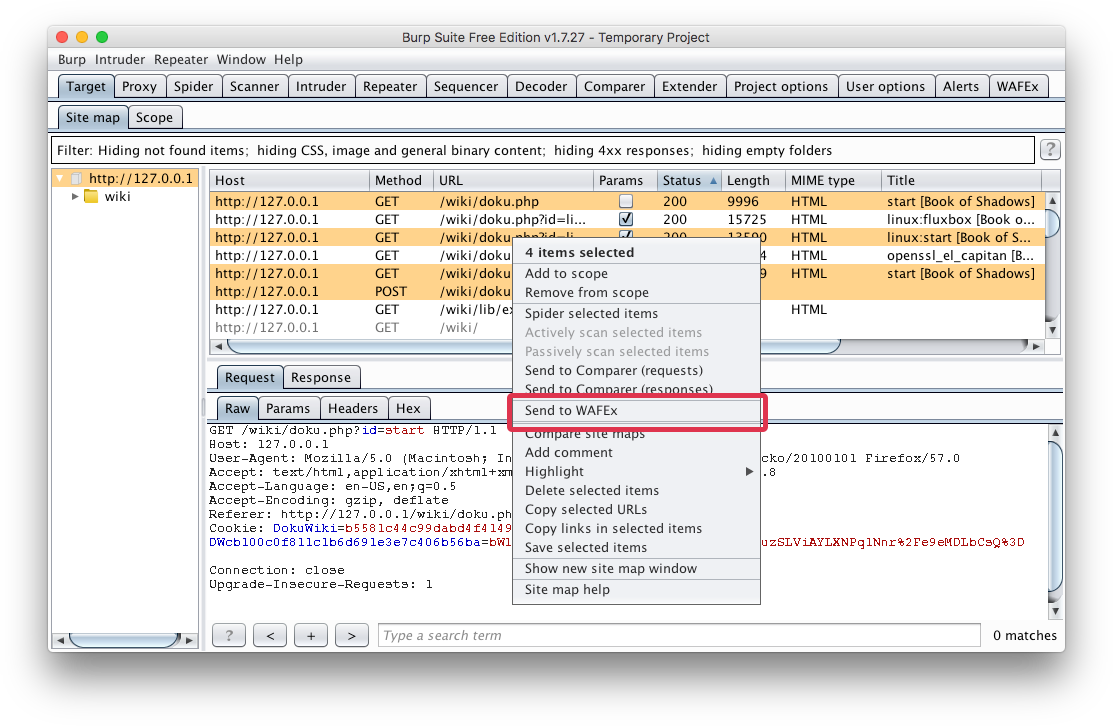 Burp Suite Free Edition v1.7.27 - Temporary Project
Burp Intruder Repeater Window Help
Target Proxy Spider Scanner Intruder Repeater Sequencer Decoder Comparer Extender Project options User options Alerts WAFEx
Site map Scope
Filter: Hiding not found items; hiding CSS, image and general binary content; hiding 4xx responses; hiding empty folders ?
http://127.0.0.1
wiki
Host Method URL Params Status Length MIME type Title
http://127.0.0.1 GET /wiki/doku.php 200 9996 HTML start [Book of Shadows]
http://127.0.0.1 GET /wiki/doku.php?id=li... 200 15725 HTML linux:fluxbox [Book o...
http://127.0.0.1 GET /wiki/doku.php?id=li... 200 13590 HTML linux:start [Book of S...
http://127.0.0.1 GET /wiki/doku 4 HTML openssl_el_capitan [B...
http://127.0.0.1 GET /wiki/doku 9 HTML start [Book of Shadows]
http://127.0.0.1 POST /wiki/doku
http://127.0.0.1 GET /wiki/lib/ex HTML
http://127.0.0.1 GET /wiki/
4 items selected
Add to scope
Remove from scope
Spider selected items
Actively scan selected items
Passively scan selected items
Send to Comparer (requests)
Send to Comparer (responses)
Send to WAFEx
Compare site maps
Add comment
Highlight
Delete selected items
Copy selected URLs
Copy links in selected items
Save selected items
Show new site map window
Site map help
Request Response
Raw Params Headers Hex
GET /wiki/doku.php?id=start HTTP/1.1
Host: 127.0.0.1
User-Agent: Mozilla/5.0 (Macintosh; In cko/20100101 Firefox/57.0
Accept: text/html,application/xhtml+xm .8
Accept-Language: en-US,en;q=0.5
Accept-Encoding: gzip, deflate
Referer: http://127.0.0.1/wiki/doku.ph
Cookie: DokuWiki=b5581c44c99dabd4f4149
DWcb100c0f811c1b6d691e3e7c406b56ba=bWl uzSLViAYLXNPqlNnr%2Fe9eMDLbCsQ%3D
Connection: close
Upgrade-Insecure-Requests: 1
? < + > Type a search term 0 matches